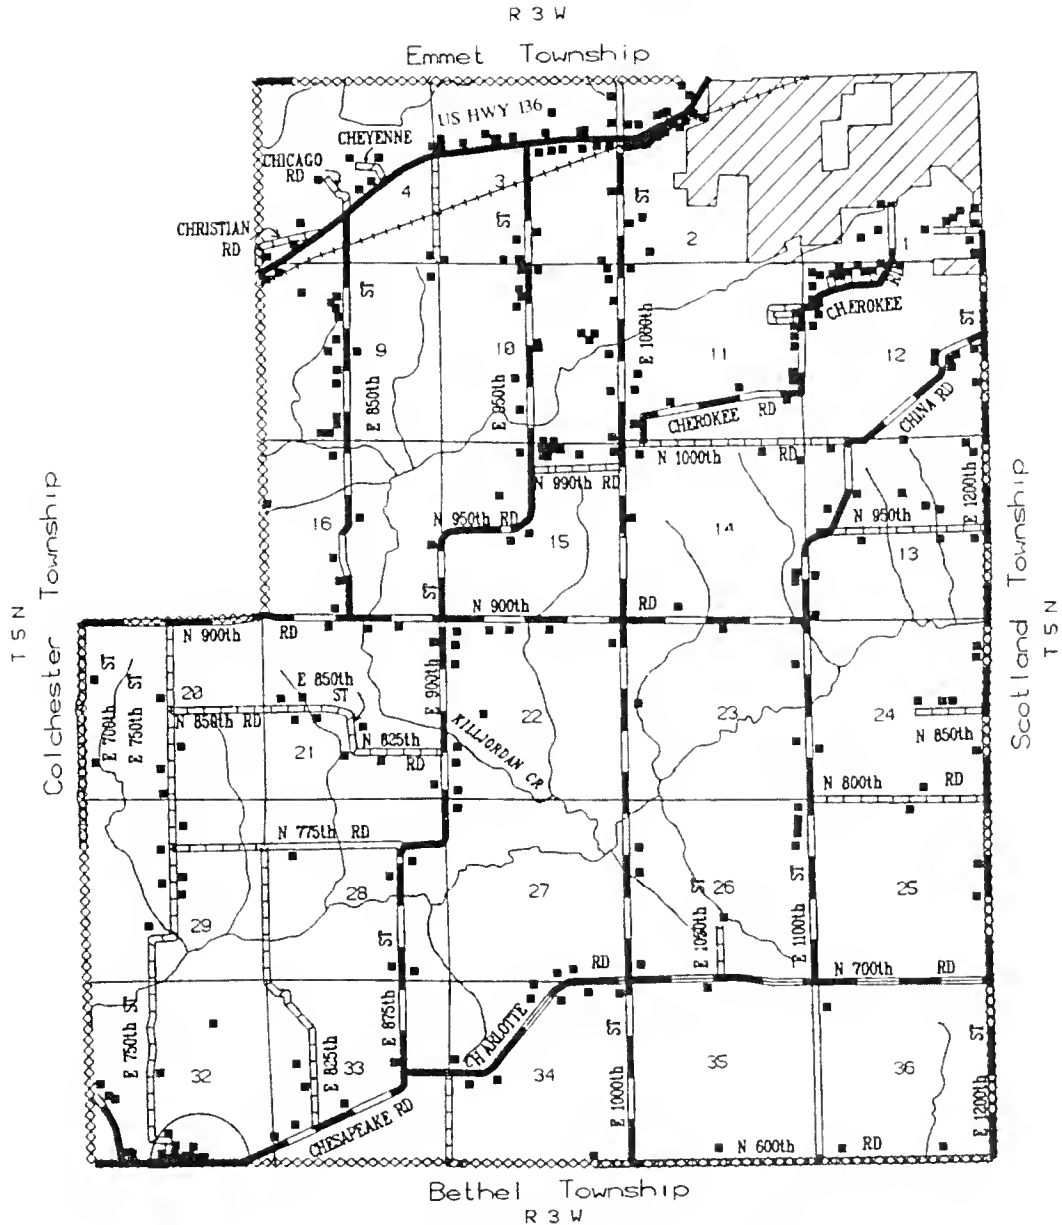 R 3 W
Emmet Township
US HWY 136
CHEYENNE
CHICAGO
RD
4
3
ST
ST
CHRISTIAN
RD
2
1
RD
CHEROKEE
ST
E 1000th
ST
9
10
11
12
E 850th
E 950th
CHEROKEE RD
CHINA RD
N 1000th RD
N 990th RD
E 1200th
16
N 950th RD
15
14
N 950th
13
ST
N 900th RD
T 5 N
Colchester Township
Scotland Township
T 5 N
N 900th RD
ST
ST
20
E 850th
ST
E 900th
E 700th
E 750th
N 850th RD
21
N 825th
RD
KILLJORDAN CR
22
23
24
N 850th
N 800th RD
N 775th RD
28
27
26
25
29
ST
ST
E 1050th
ST
E 1100th
RD
N 700th RD
ST
E 750th
E 875th
CHARLOTTE
ST
ST
32
E 825th
33
34
35
36
E 1000th
E 1200th
CHESAPEAKE RD
N 600th RD
Bethel Township
R 3 W